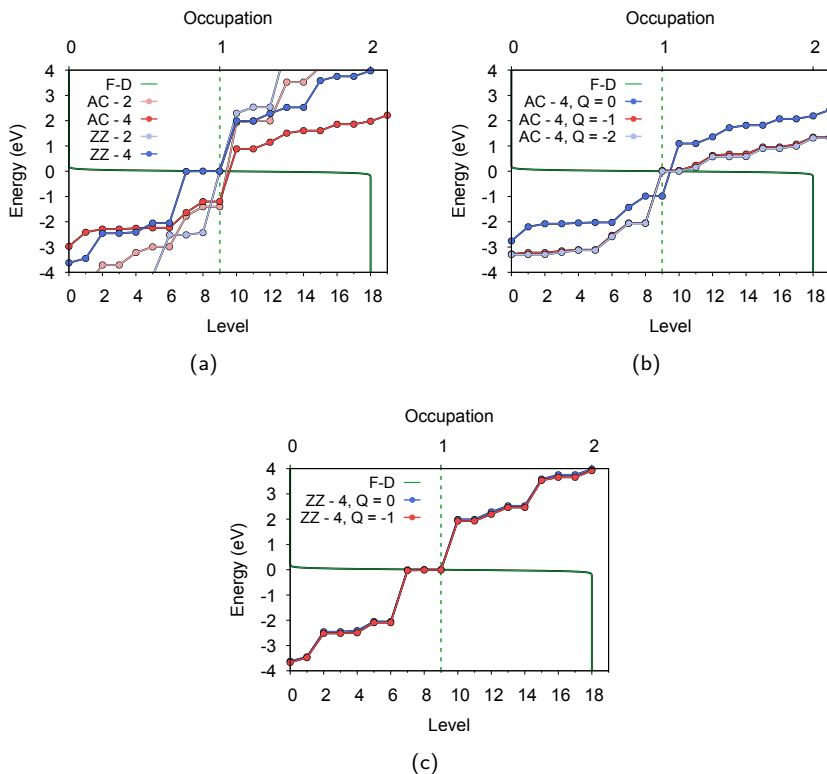 Occupation
0 1 2
4
3
2
1
0
-1
-2
-3
-4
Energy (eV)
F-D
AC - 2
AC - 4
ZZ - 2
ZZ - 4
0 2 4 6 8 10 12 14 16 18
Level
(a)
Occupation
0 1 2
4
3
2
1
0
-1
-2
-3
-4
Energy (eV)
F-D
AC - 4, Q = 0
AC - 4, Q = -1
AC - 4, Q = -2
0 2 4 6 8 10 12 14 16 18
Level
(b)
Occupation
0 1 2
4
3
2
1
0
-1
-2
-3
-4
Energy (eV)
F-D
ZZ - 4, Q = 0
ZZ - 4, Q = -1
0 2 4 6 8 10 12 14 16 18
Level
(c)